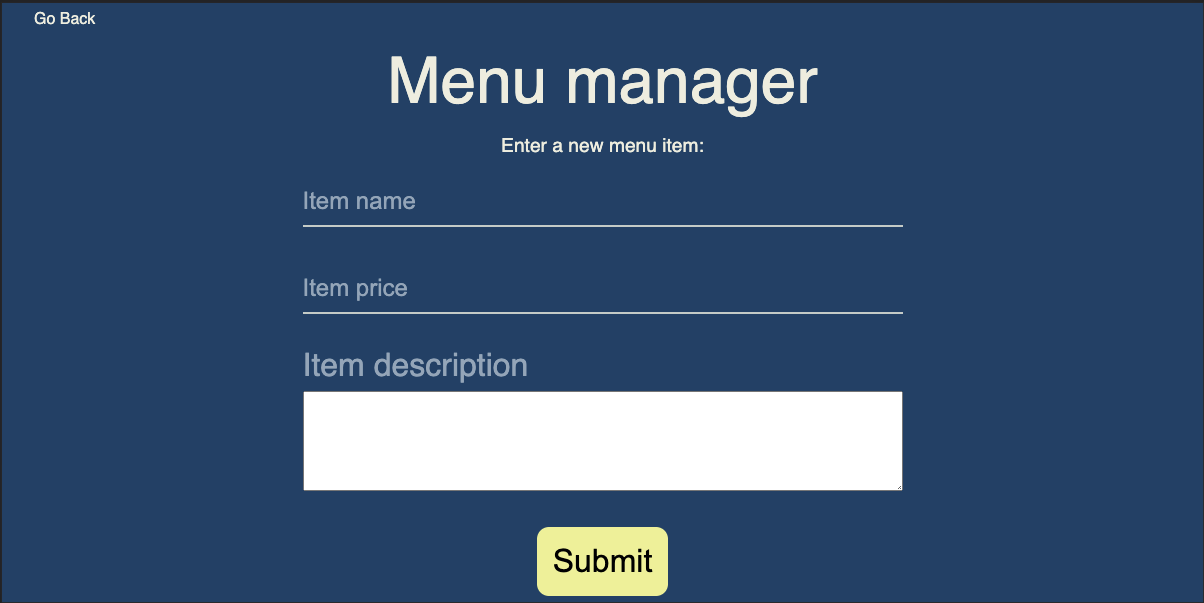 Go Back
Menu manager
Enter a new menu item:
Item name
Item price
Item description
Submit